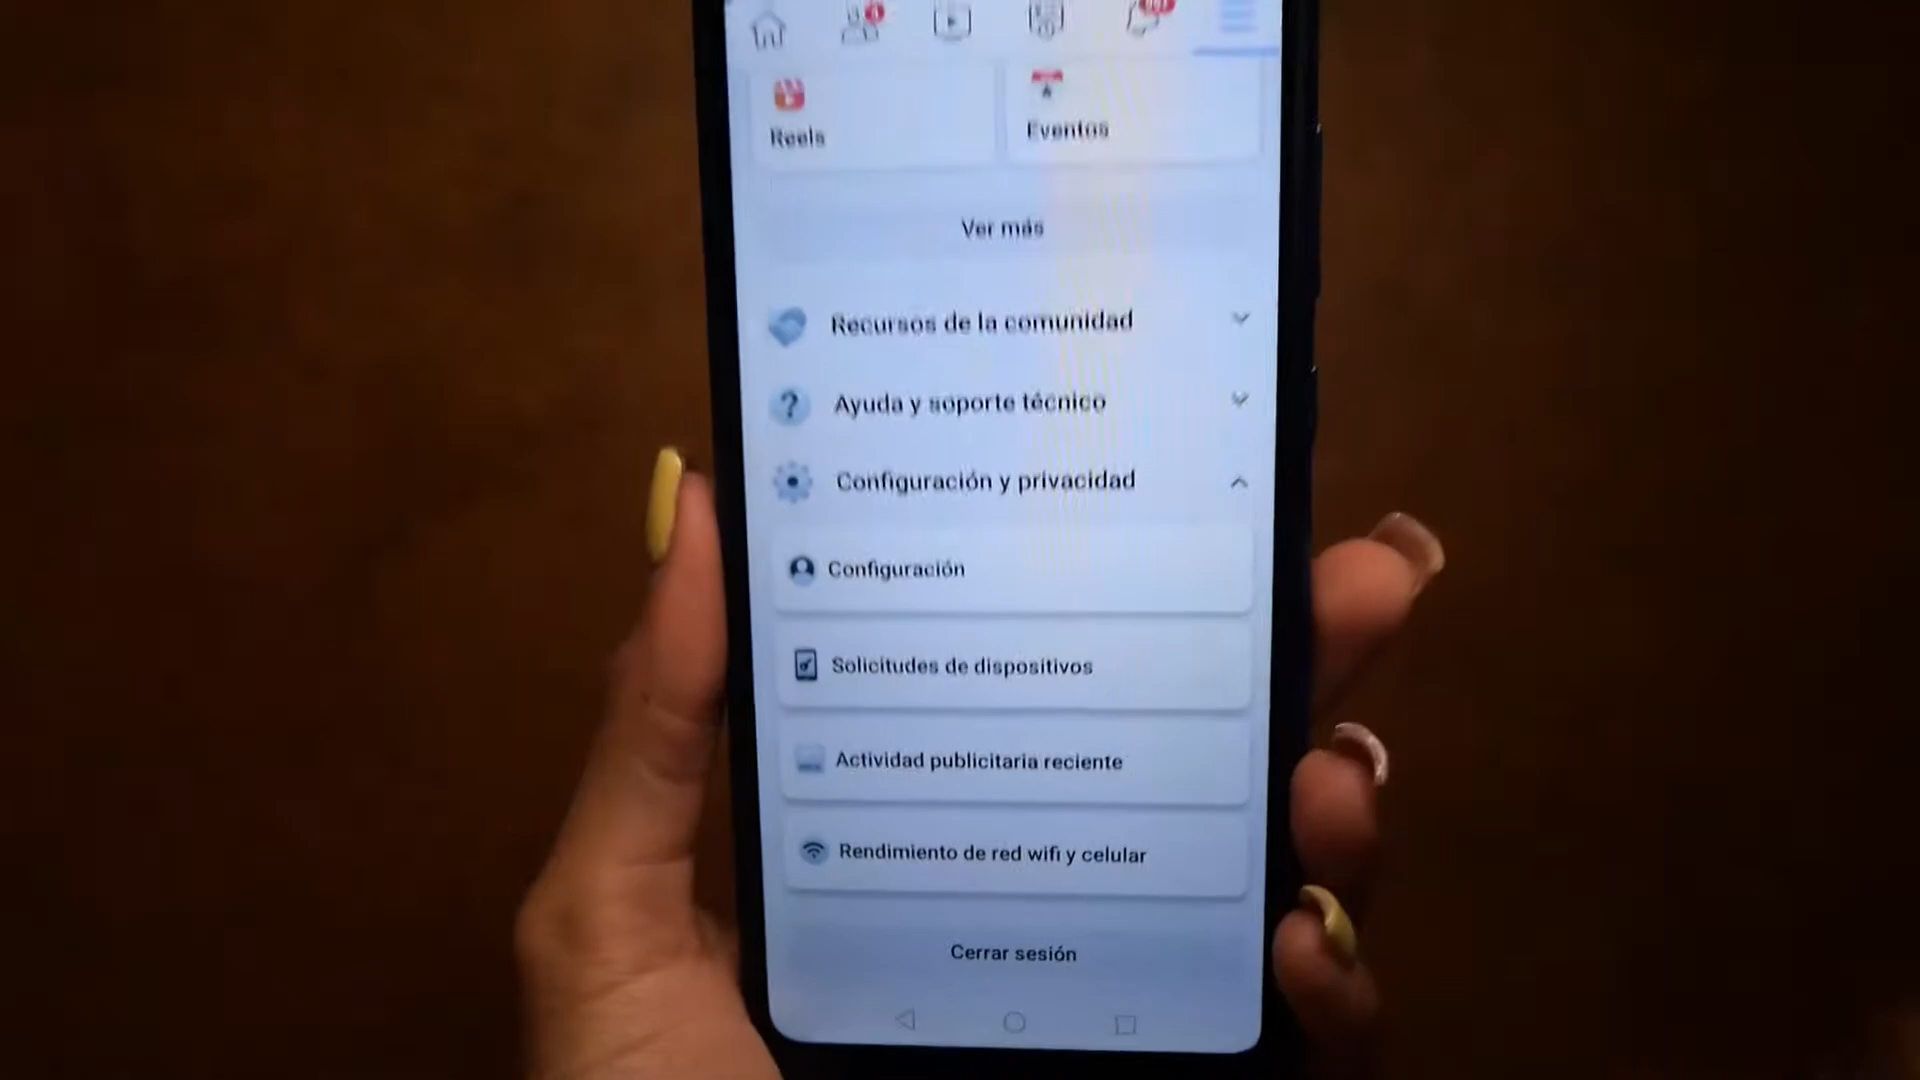 Reels
Eventos
Ver más
Recursos de la comunidad
Ayuda y soporte técnico
Configuración y privacidad
Configuración
Solicitudes de dispositivos
Actividad publicitaria reciente
Rendimiento de red wifi y celular
Cerrar sesión